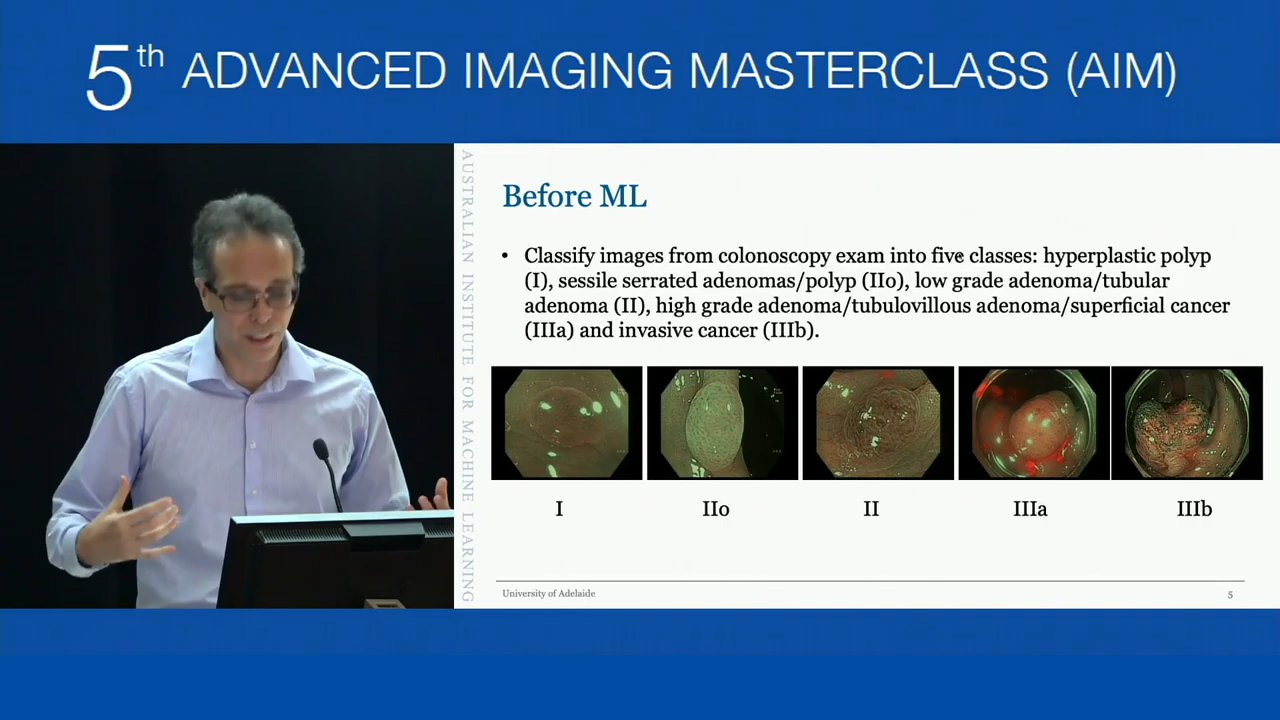 5th ADVANCED IMAGING MASTERCLASS (AIM)
AUSTRALIAN INSTITUTE FOR MACHINE LEARNING
Before ML
• Classify images from colonoscopy exam into five classes: hyperplastic polyp
(I), sessile serrated adenomas/polyp (IIo), low grade adenoma/tubular
adenoma (II), high grade adenoma/tubulovillous adenoma/superficial cancer
(IIIa) and invasive cancer (IIIb).
I
IIo
II
IIIa
IIIb
University of Adelaide
5